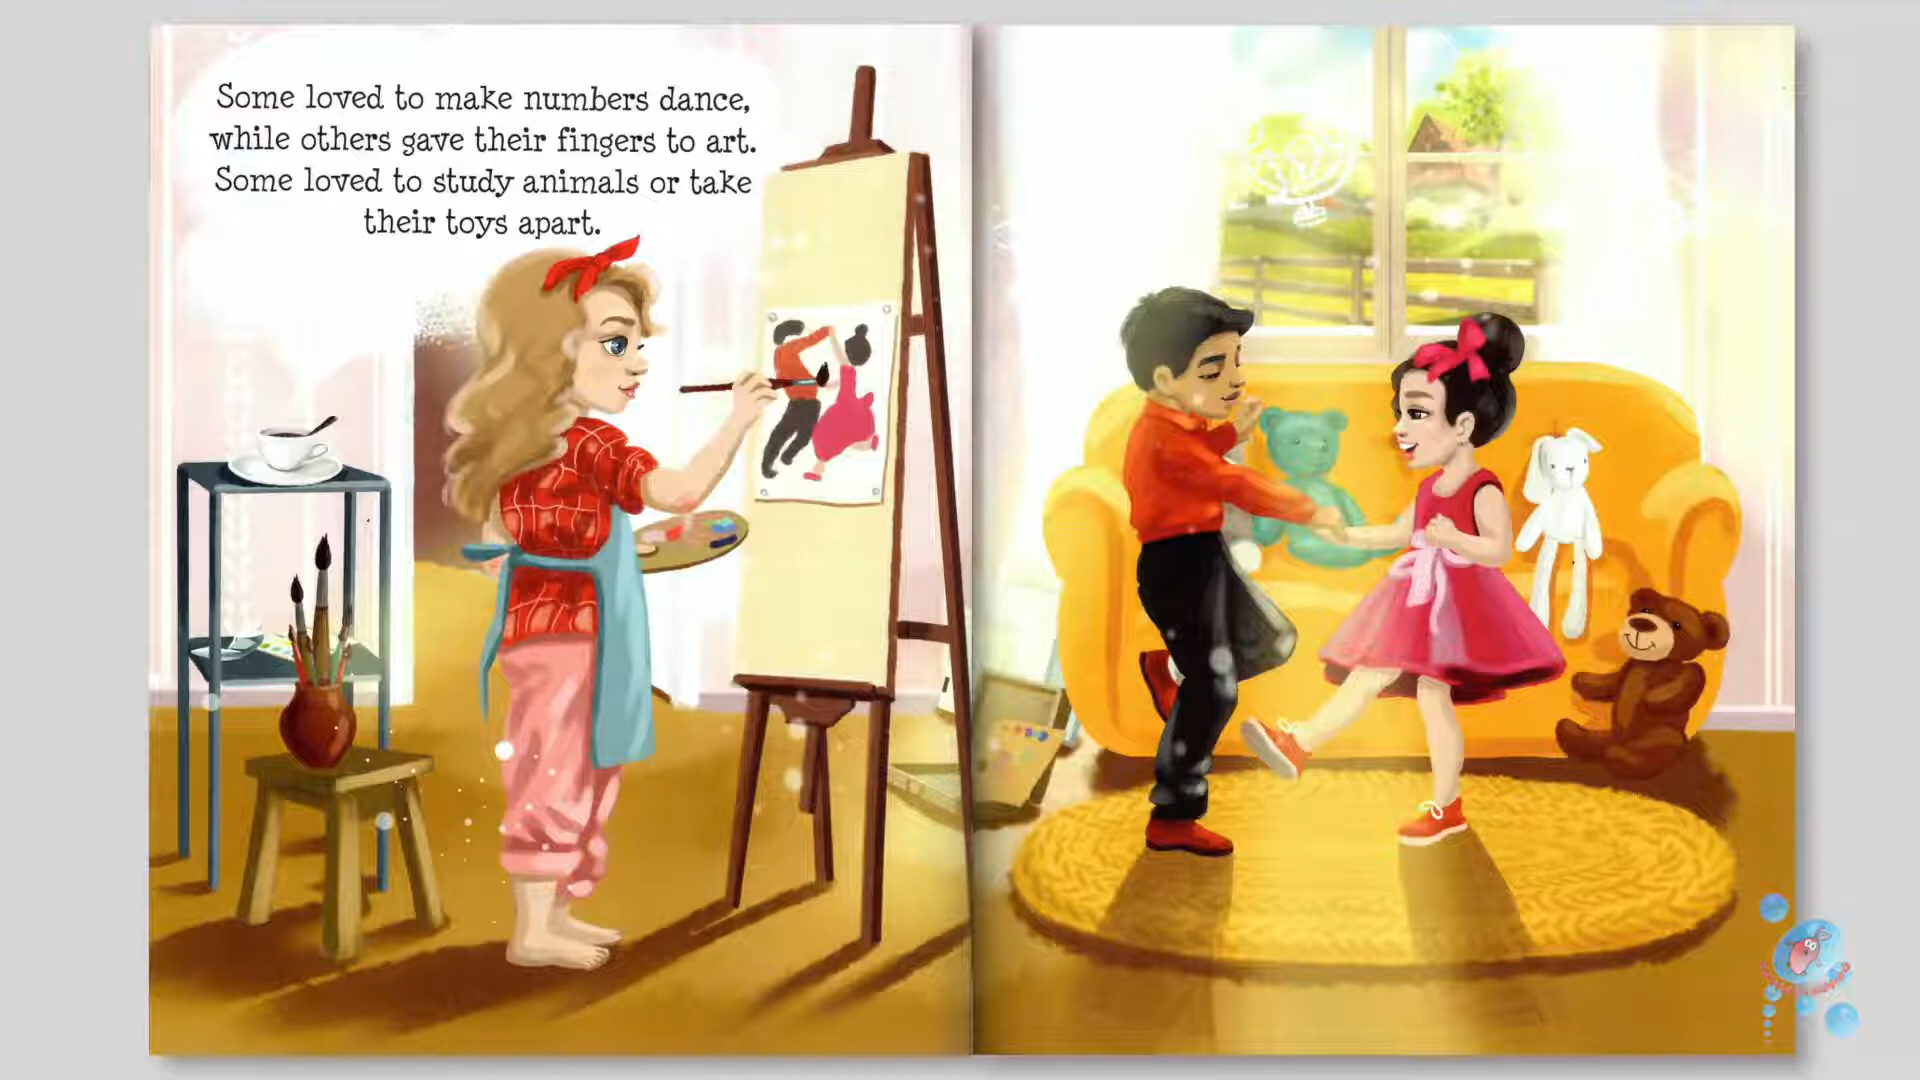 Some loved to make numbers dance,
while others gave their fingers to art.
Some loved to study animals or take
their toys apart.